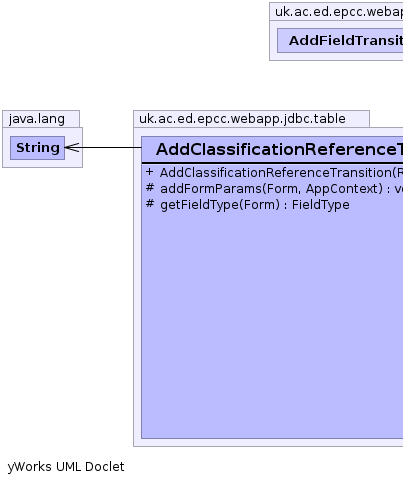 uk.ac.ed.epcc.webap
AddFieldTransit
java.lang
String
uk.ac.ed.epcc.webapp.jdbc.table
AddClassificationReferenceT
+ AddClassificationReferenceTransition(R
# addFormParams(Form, AppContext) : v
# getFieldType(Form) : FieldType
yWorks UML Doclet